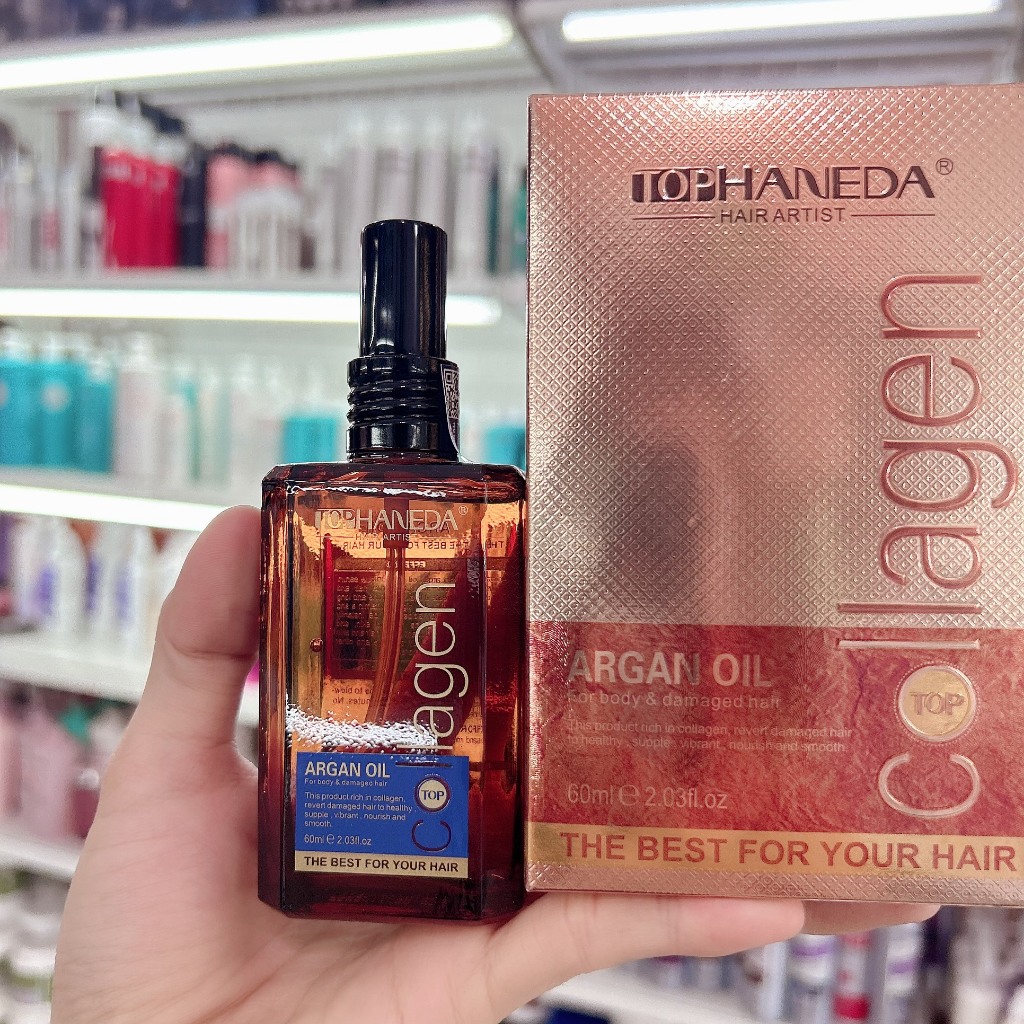 TOPHANEDA®
HAIR ARTIST
Collagen
ARGAN OIL
For body & damaged hair
This product rich in collagen,
revert damaged hair to healthy,
supple, vibrant, nourish and
smooth.
TOP
60ml ℮ 2.03fl.oz
THE BEST FOR YOUR HAIR
TOPHANEDA®
HAIR ARTIST
Collagen
ARGAN OIL
For body & damaged hair
TOP
This product rich in collagen, revert damaged hair
to healthy, supple, vibrant, nourish and smooth.
60ml ℮ 2.03fl.oz
THE BEST FOR YOUR HAIR